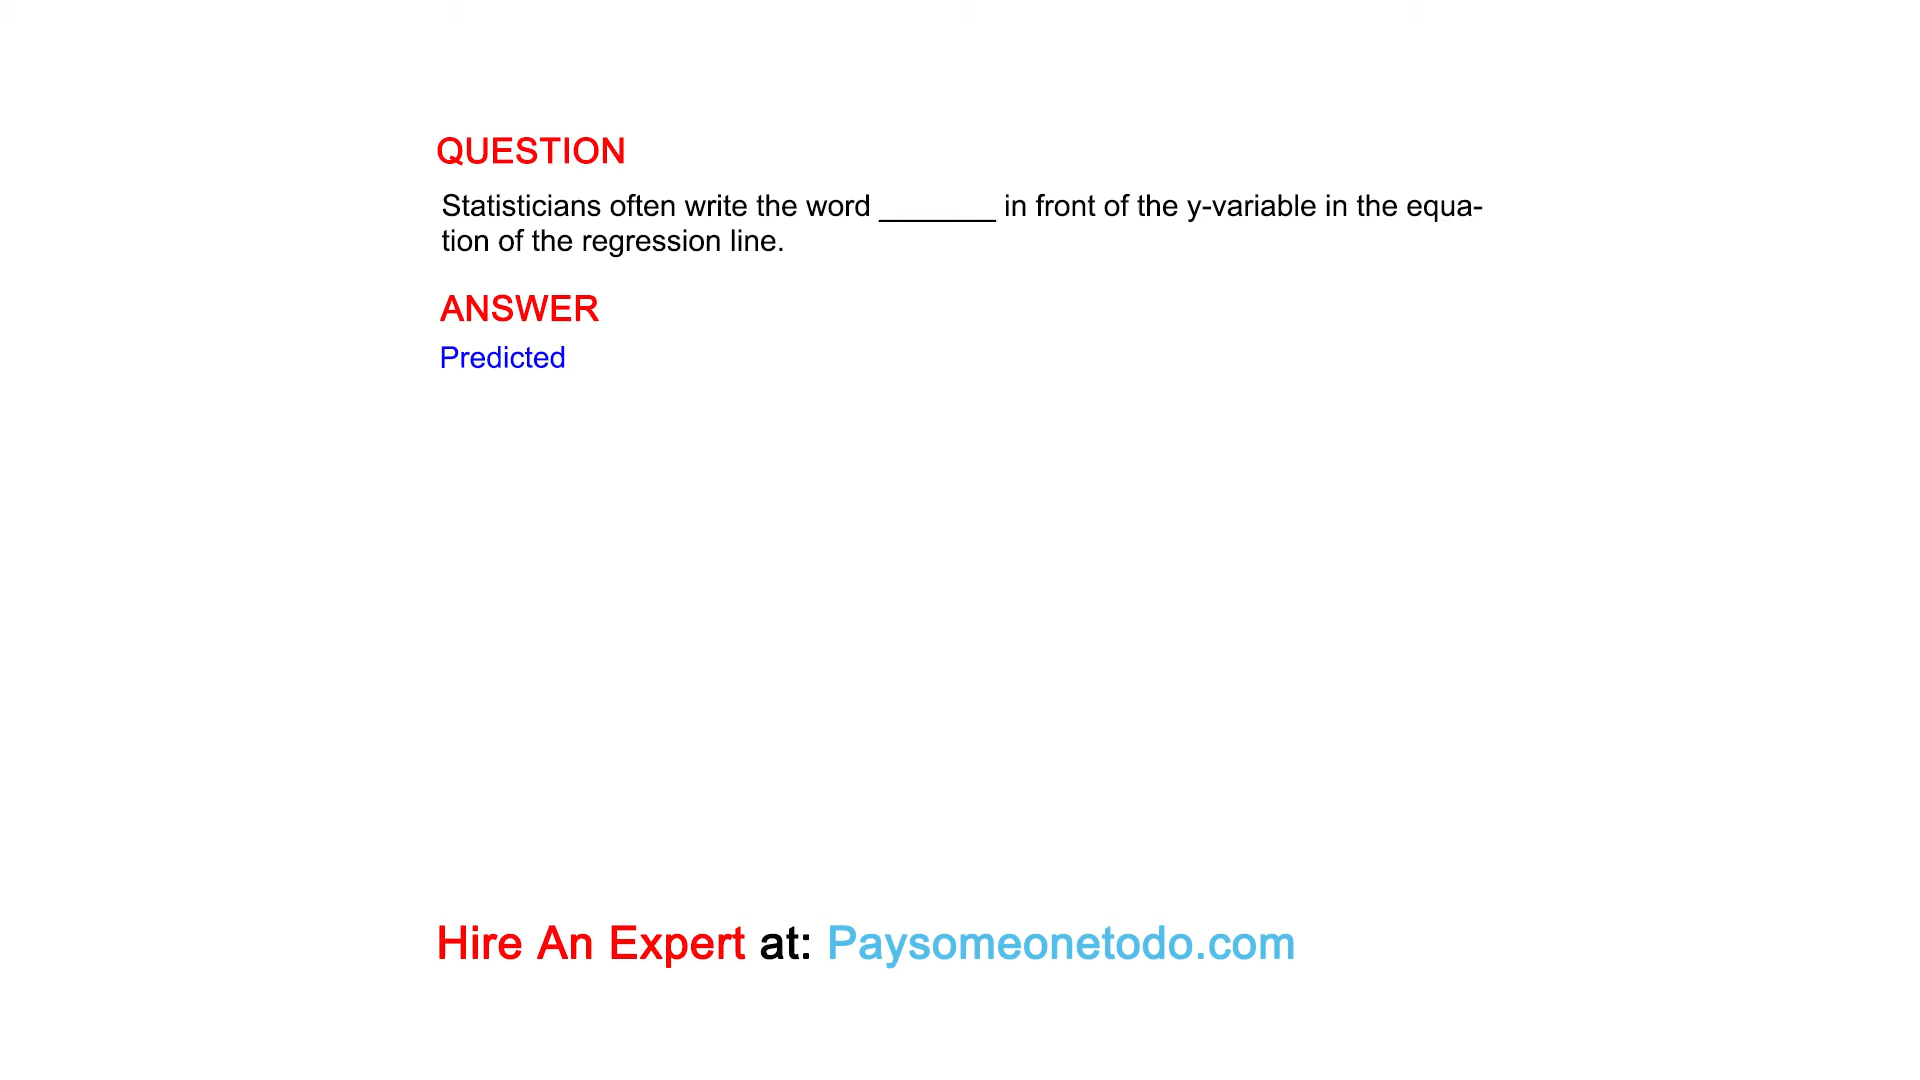 QUESTION
Statisticians often write the word _______ in front of the y-variable in the equa-
tion of the regression line.
ANSWER
Predicted
Hire An Expert at: Paysomeonetodo.com